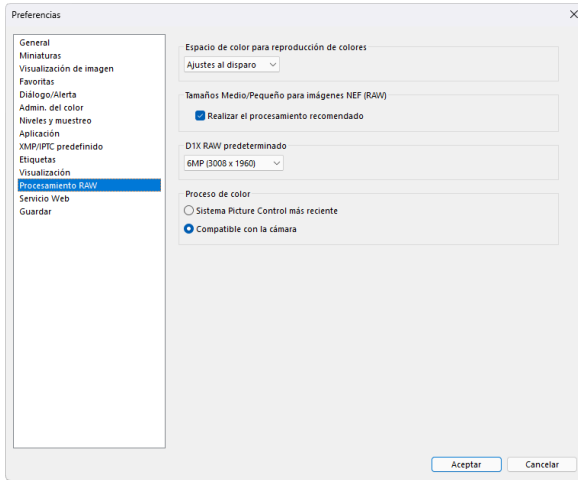 Preferencias
General
Miniaturas
Visualización de imagen
Favoritas
Diálogo/Alerta
Admin. del color
Niveles y muestreo
Aplicación
XMP/IPTC predefinido
Etiquetas
Visualización
Procesamiento RAW
Servicio Web
Guardar
Espacio de color para reproducción de colores
Ajustes al disparo
Tamaños Medio/Pequeño para imágenes NEF (RAW)
Realizar el procesamiento recomendado
D1X RAW predeterminado
6MP (3008 x 1960)
Proceso de color
Sistema Picture Control más reciente
Compatible con la cámara
Aceptar
Cancelar